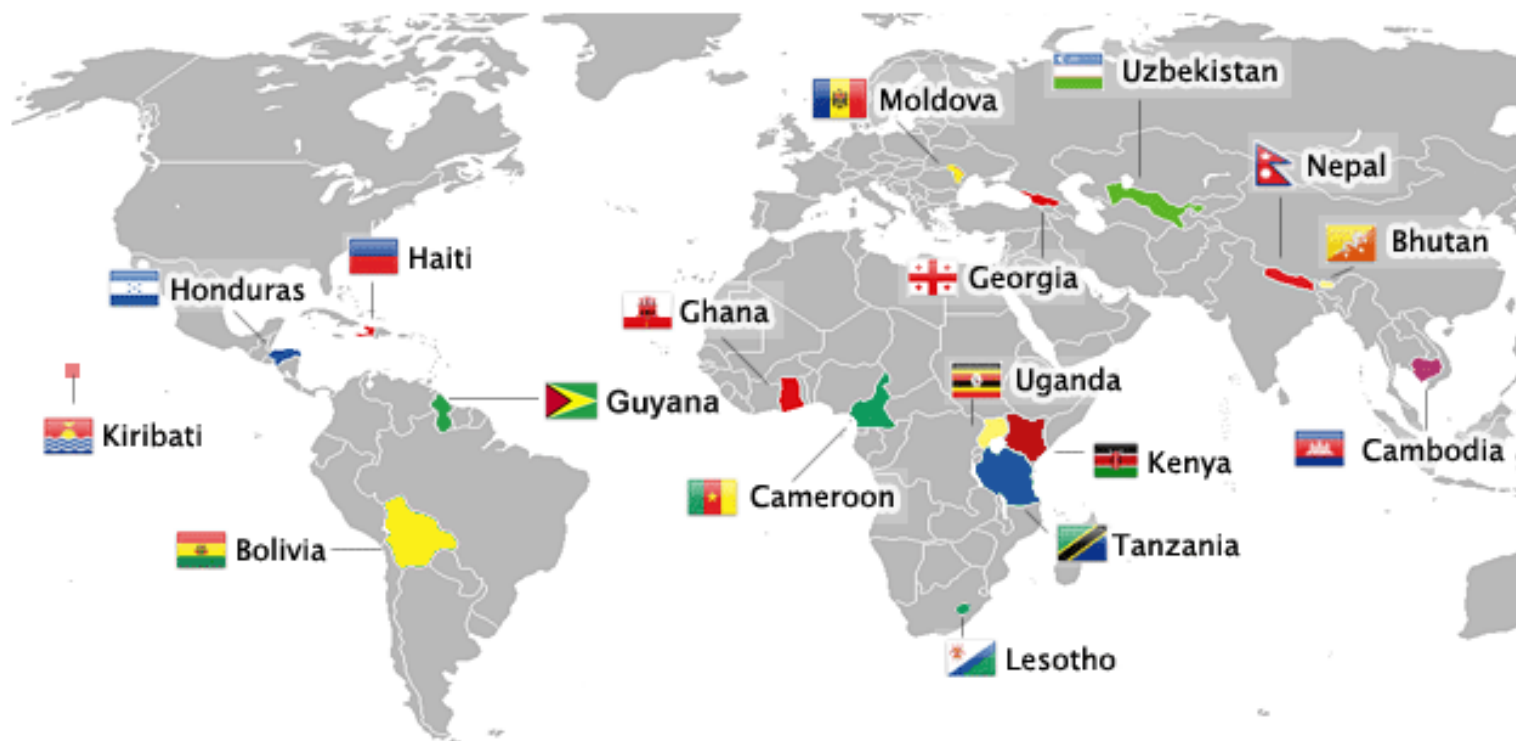 Uzbekistan
Moldova
Nepal
Bhutan
Haiti
Georgia
Honduras
Ghana
Uganda
Guyana
Kiribati
Cambodia
Kenya
Cameroon
Bolivia
Tanzania
Lesotho